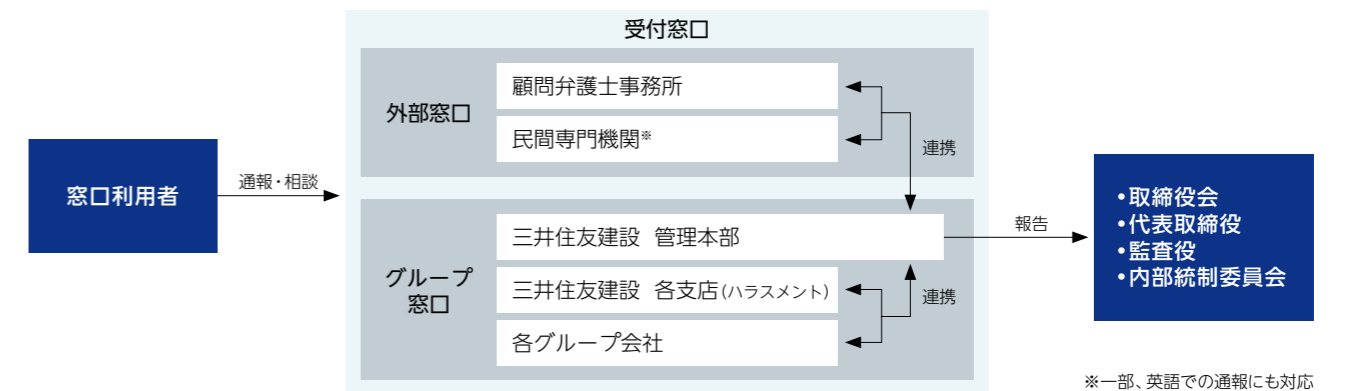 受付窓口
外部窓口
顧問弁護士事務所
民間専門機関※
連携
窓口利用者
通報・相談
グループ
窓口
三井住友建設 管理本部
三井住友建設 各支店(ハラスメント)
各グループ会社
連携
報告
•取締役会
•代表取締役
•監査役
•内部統制委員会
※一部、英語での通報にも対応